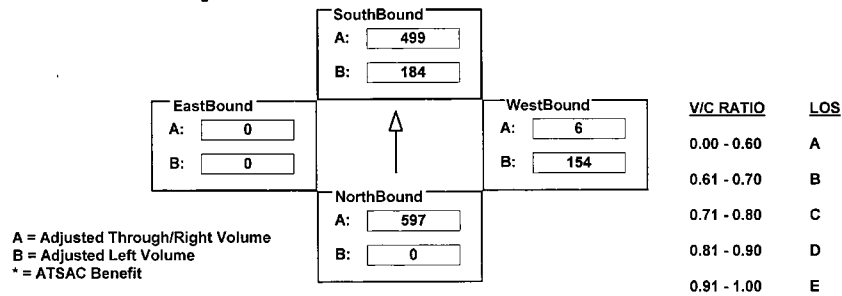 SouthBound
A: 499
B: 184
EastBound
A: 0
B: 0
WestBound
A: 6
B: 154
NorthBound
A: 597
B: 0
A = Adjusted Through/Right Volume
B = Adjusted Left Volume
* = ATSAC Benefit
V/C RATIO LOS
0.00 - 0.60 A
0.61 - 0.70 B
0.71 - 0.80 C
0.81 - 0.90 D
0.91 - 1.00 E